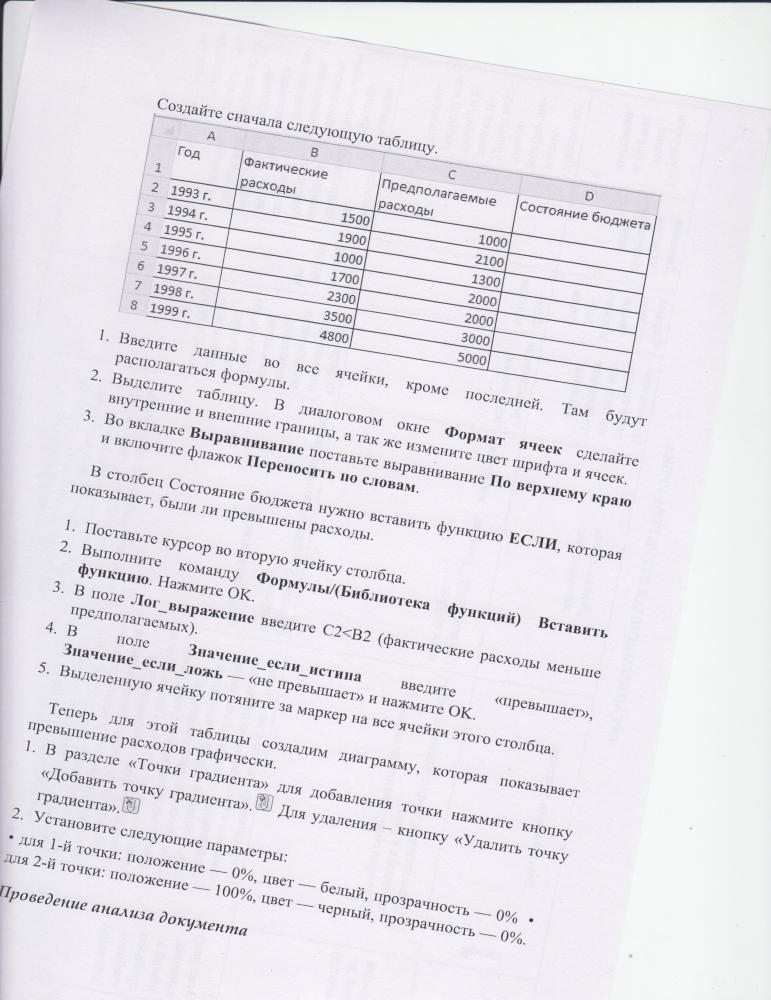 Создайте сначала следующую таблицу.
A B C D
1 Год Фактические расходы Предполагаемые расходы Состояние бюджета
2 1993 г. 1500 1000
3 1994 г. 1900 2100
4 1995 г. 1000 1300
5 1996 г. 1700 2000
6 1997 г. 2300 2000
7 1998 г. 3500 3000
8 1999 г. 4800 5000
1. Введите данные во все ячейки, кроме последней. Там будут
располагаться формулы.
2. Выделите таблицу. В диалоговом окне Формат ячеек сделайте
внутренние и внешние границы, а так же измените цвет шрифта и ячеек.
3. Во вкладке Выравнивание поставьте выравнивание По верхнему краю
и включите флажок Переносить по словам.
В столбец Состояние бюджета нужно вставить функцию ЕСЛИ, которая
показывает, были ли превышены расходы.
1. Поставьте курсор во вторую ячейку столбца.
2. Выполните команду Формулы/(Библиотека функций) Вставить
функцию. Нажмите OK.
3. В поле Лог_выражение введите C2<B2 (фактические расходы меньше
предполагаемых).
4. В поле Значение_если_истина введите «превышает»,
Значение_если_ложь — «не превышает» и нажмите OK.
5. Выделенную ячейку потяните за маркер на все ячейки этого столбца.
Теперь для этой таблицы создадим диаграмму, которая показывает
превышение расходов графически.
1. В разделе «Точки градиента» для добавления точки нажмите кнопку
«Добавить точку градиента». Для удаления – кнопку «Удалить точку
градиента».
2. Установите следующие параметры:
• для 1-й точки: положение — 0%, цвет — белый, прозрачность — 0% •
для 2-й точки: положение — 100%, цвет — черный, прозрачность — 0%.
Проведение анализа документа